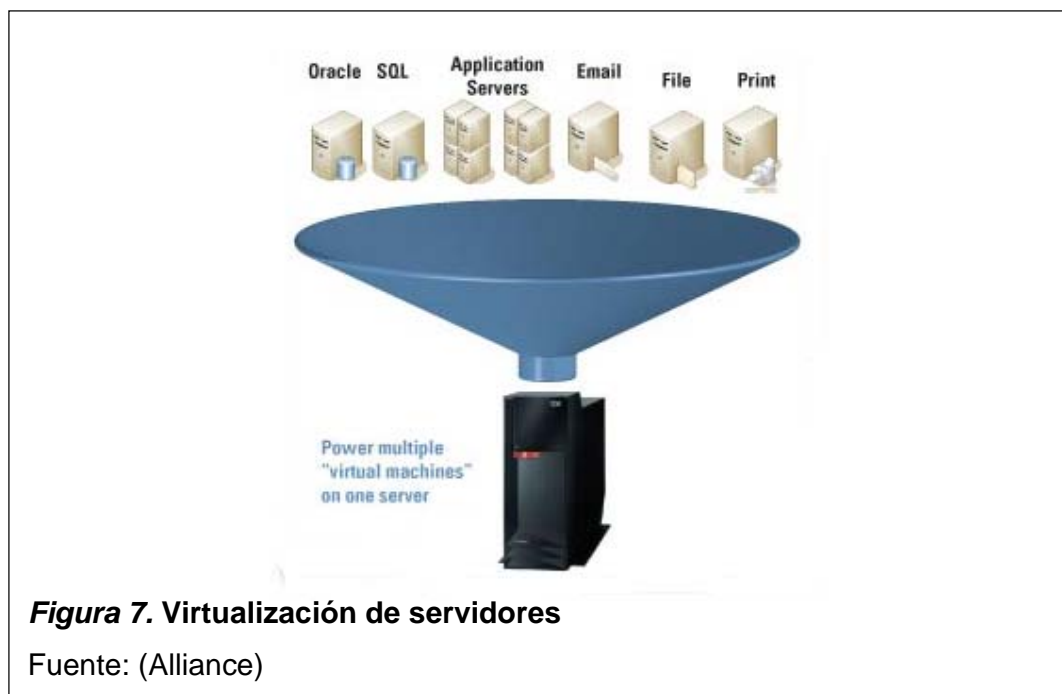 Oracle SQL Application Servers Email File Print
Power multiple
"virtual machines"
on one server
Figura 7. Virtualización de servidores
Fuente: (Alliance)